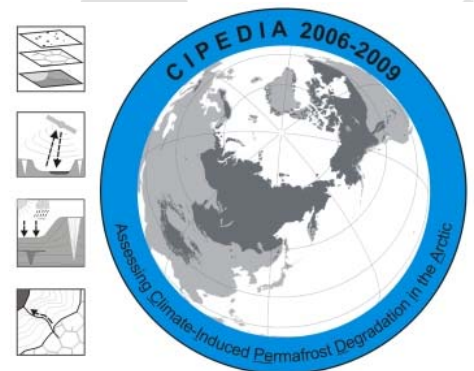 CIPEDIA 2006-2009
Assessing Climate-Induced Permafrost Degradation in the Arctic